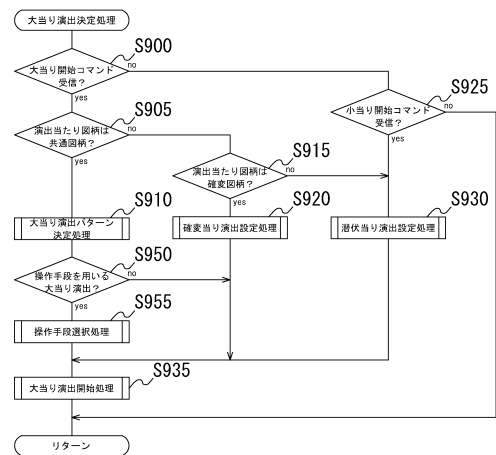 大当り演出決定処理
S900
大当り開始コマンド
受信？
no
yes
S925
小当り開始コマンド
受信？
no
yes
S905
演出当たり図柄は
共通図柄？
no
yes
S915
演出当たり図柄は
確変図柄？
no
yes
S910
大当り演出パターン
決定処理
S920
確変当り演出設定処理
S930
潜伏当り演出設定処理
S950
操作手段を用いる
大当り演出？
no
yes
S955
操作手段選択処理
S935
大当り演出開始処理
リターン